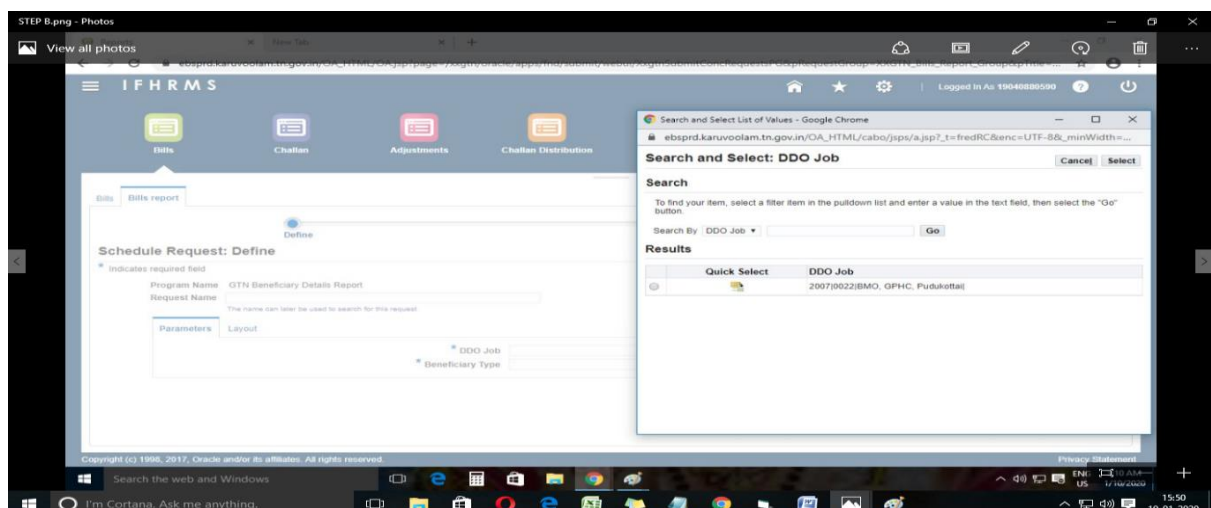 STEP B.png - Photos
View all photos
New Tab
IFHRMS
Logged In As 19040880590
Bills
Challan
Adjustments
Challan Distribution
Bills
Bills report
Define
Schedule Request: Define
* Indicates required field
Program Name GTN Beneficiary Details Report
Request Name
The name can later be used to search for this request
Parameters
Layout
* DDO Job
* Beneficiary Type
Search and Select List of Values - Google Chrome
ebsprd.karuvoolam.tn.gov.in/OA_HTML/cabo/jsps/a.jsp?_t=fredRC&enc=UTF-8&_minWidth=...
Search and Select: DDO Job
Cancel Select
Search
To find your item, select a filter item in the pulldown list and enter a value in the text field, then select the "Go"
button.
Search By DDO Job Go
Results
Quick Select DDO Job
2007|0022|BMO, GPHC, Pudukottai|
Copyright (c) 1998, 2017, Oracle and/or its affiliates. All rights reserved.
Privacy Statement
Search the web and Windows
ENG
US
1/10/2020
I'm Cortana. Ask me anything.
15:50